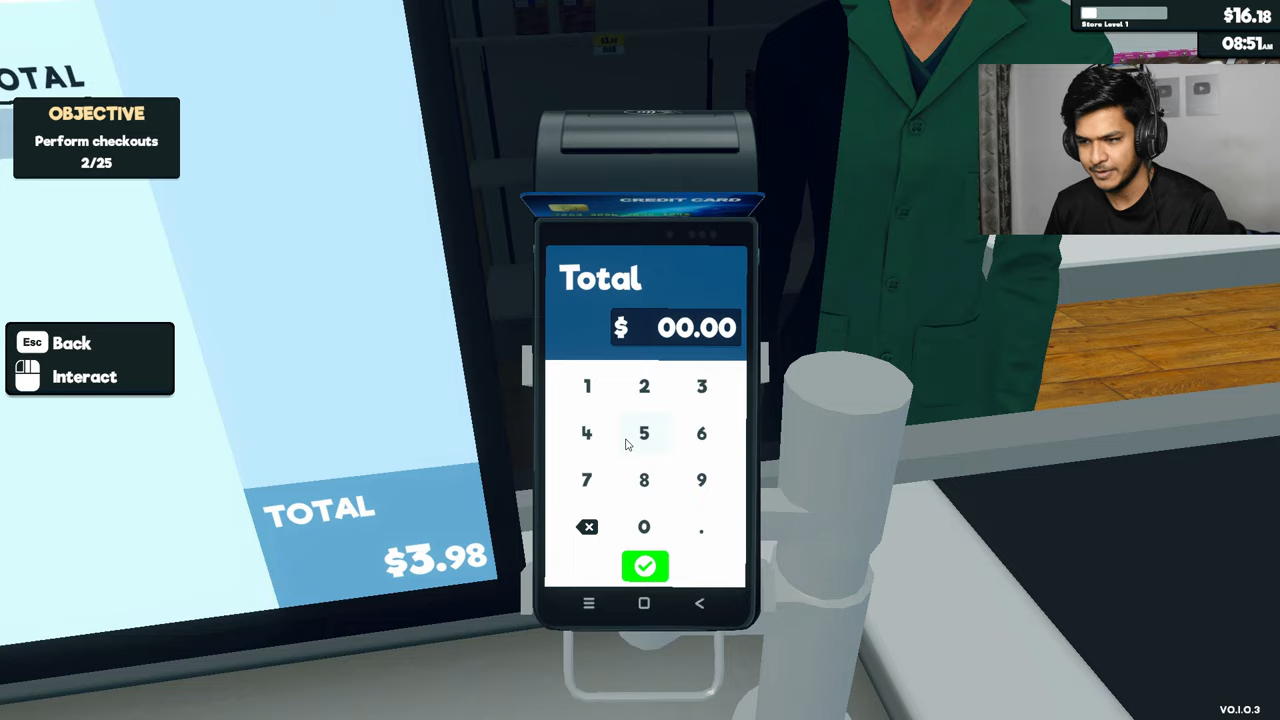 OTAL
OBJECTIVE
Perform checkouts
2/25
Esc Back
Interact
TOTAL
$3.98
CREDIT CARD
Total
$ 00.00
1 2 3
4 5 6
7 8 9
0 .
Store Level 1
$16.18
08:51AM
V0.1.0.3